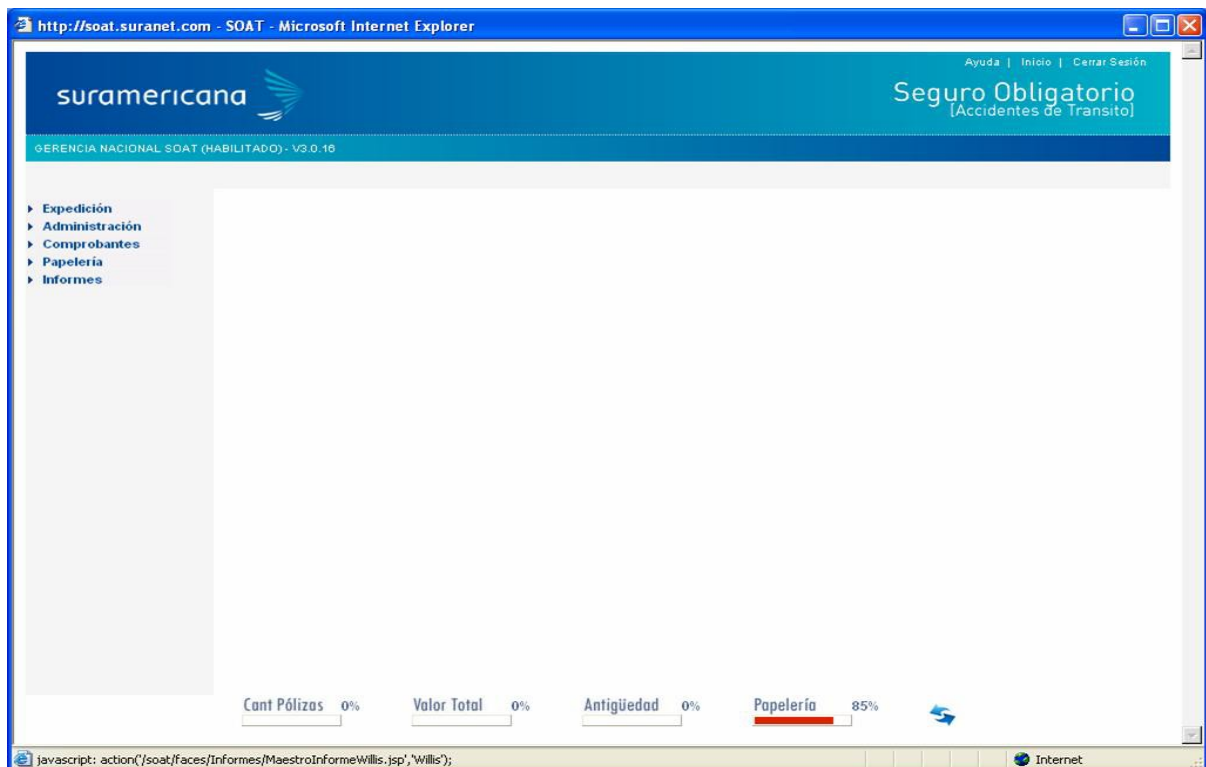 http://soat.suranet.com - SOAT - Microsoft Internet Explorer
Ayuda | Inicio | Cerrar Sesión
suramericana
Seguro Obligatorio
[Accidentes de Transito]
GERENCIA NACIONAL SOAT (HABILITADO) - V3.0.16
Expedición
Administración
Comprobantes
Papelería
Informes
Cant Pólizas 0% Valor Total 0% Antigüedad 0% Papelería 85%
javascript: action('/soat/faces/Informes/MaestroInformeWillis.jsp','Willis'); Internet